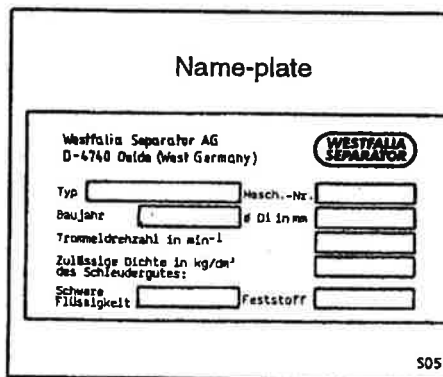 Name-plate
Westfalia Separator AG
D-4740 Oelde (West Germany)
WESTFALIA
SEPARATOR
Typ Masch.-Nr.
Baujahr ø Di in mm
Trommeldrehzahl in min-1
Zulässige Dichte in kg/dm³
des Schleudergutes:
Schwere
Flüssigkeit Feststoff
S05